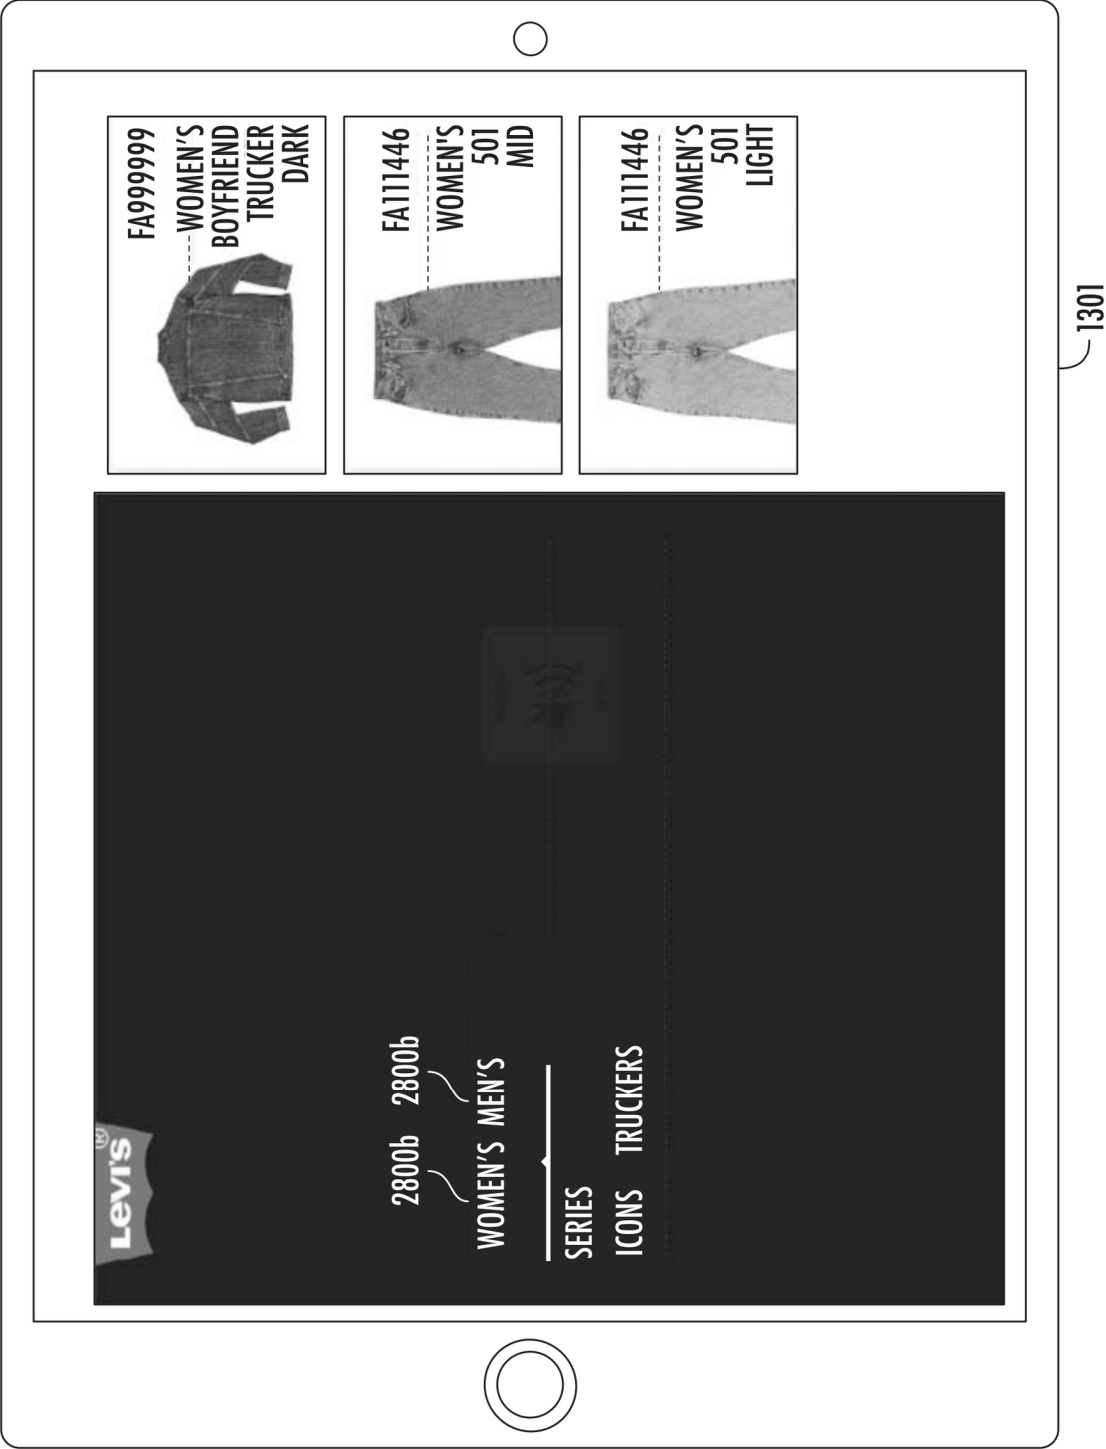 Levi's®
2800b 2800b
WOMEN'S MEN'S
SERIES
ICONS TRUCKERS
FA999999
WOMEN'S
BOYFRIEND
TRUCKER
DARK
FA111446
WOMEN'S
501
MID
FA111446
WOMEN'S
501
LIGHT
1301